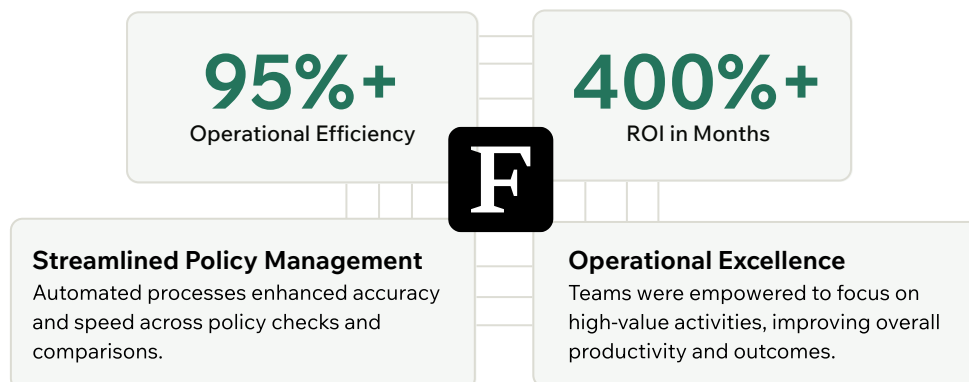 95%+
Operational Efficiency
400%+
ROI in Months
F
Streamlined Policy Management
Automated processes enhanced accuracy
and speed across policy checks and
comparisons.
Operational Excellence
Teams were empowered to focus on
high-value activities, improving overall
productivity and outcomes.